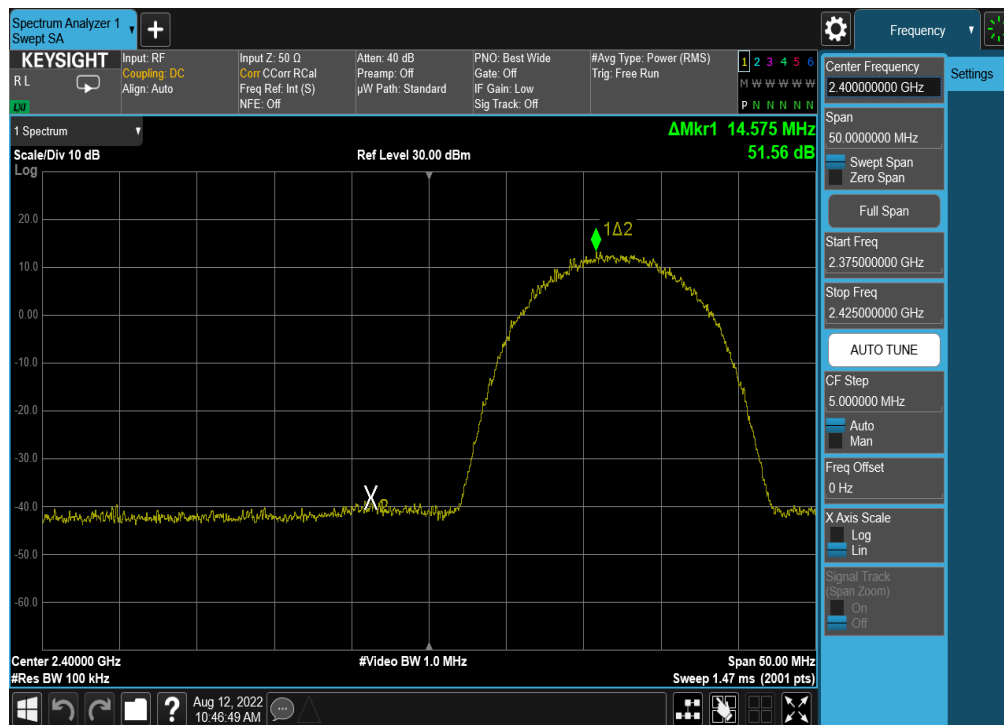 Spectrum Analyzer 1
Swept SA
Frequency
KEYSIGHT
R L
LXI
Input: RF
Coupling: DC
Align: Auto
Input Z: 50 Ω
Corr CCorr RCal
Freq Ref: Int (S)
NFE: Off
Atten: 40 dB
Preamp: Off
µW Path: Standard
PNO: Best Wide
Gate: Off
IF Gain: Low
Sig Track: Off
#Avg Type: Power (RMS)
Trig: Free Run
1 2 3 4 5 6
M W W W W W
P N N N N N
1 Spectrum
ΔMkr1 14.575 MHz
51.56 dB
Scale/Div 10 dB
Ref Level 30.00 dBm
Log
20.0
10.0
0.00
-10.0
-20.0
-30.0
-40.0
-50.0
-60.0
1Δ2
X2
Center 2.40000 GHz
#Video BW 1.0 MHz
Span 50.00 MHz
#Res BW 100 kHz
Sweep 1.47 ms (2001 pts)
Aug 12, 2022
10:46:49 AM
Center Frequency
2.400000000 GHz
Settings
Span
50.0000000 MHz
Swept Span
Zero Span
Full Span
Start Freq
2.375000000 GHz
Stop Freq
2.425000000 GHz
AUTO TUNE
CF Step
5.000000 MHz
Auto
Man
Freq Offset
0 Hz
X Axis Scale
Log
Lin
Signal Track
(Span Zoom)
On
Off